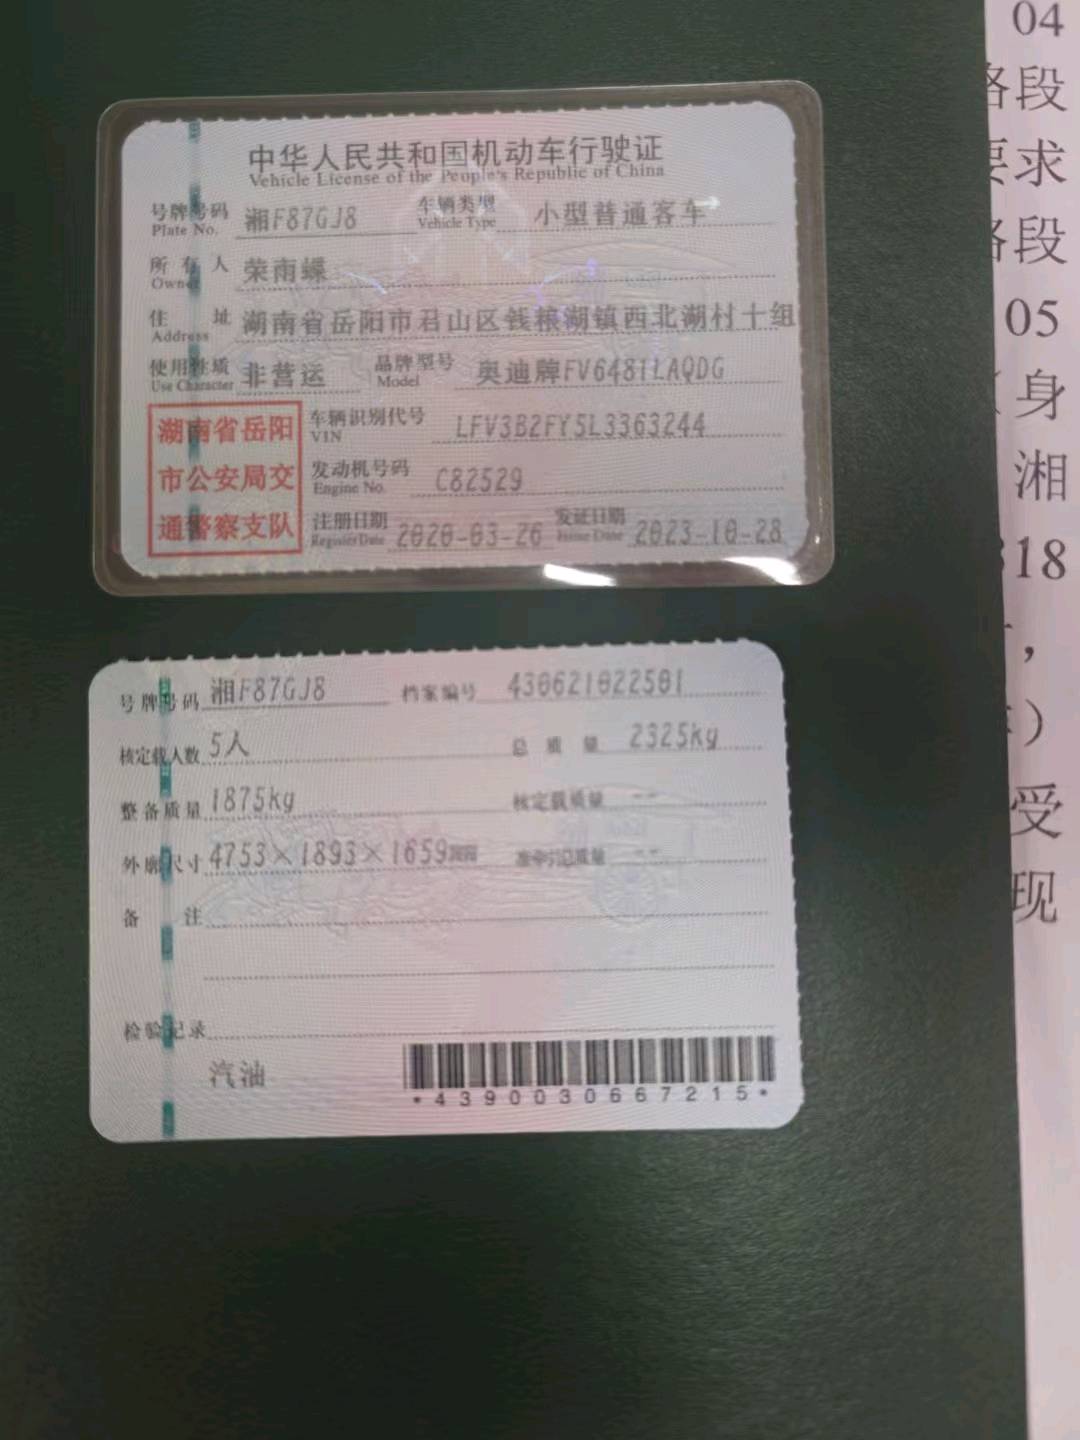 中华人民共和国机动车行驶证
Vehicle License of the People's Republic of China
号牌号码 Plate No. 湘F87GJ8 车辆类型 Vehicle Type 小型普通客车
所有人 Owner 荣南蝶
住址 Address 湖南省岳阳市君山区钱粮湖镇西北湖村十组
使用性质 Use Character 非营运 品牌型号 Model 奥迪牌FV6481LAQDG
湖南省岳阳市公安局交通警察支队
车辆识别代号 VIN LFV3B2FY5L3363244
发动机号码 Engine No. C82529
注册日期 Register Date 2020-03-26 发证日期 Issue Date 2023-10-28
号牌号码 湘F87GJ8 档案编号 430621022501
核定载人数 5人 总质量 2325kg
整备质量 1875kg 核定载质量 --
外廓尺寸 4753×1893×1659mm 准牵引总质量 --
备注
检验记录
汽油
*4390030667215*
04
路段
要求
路段
05
（身
湘
318
，
）
受
现